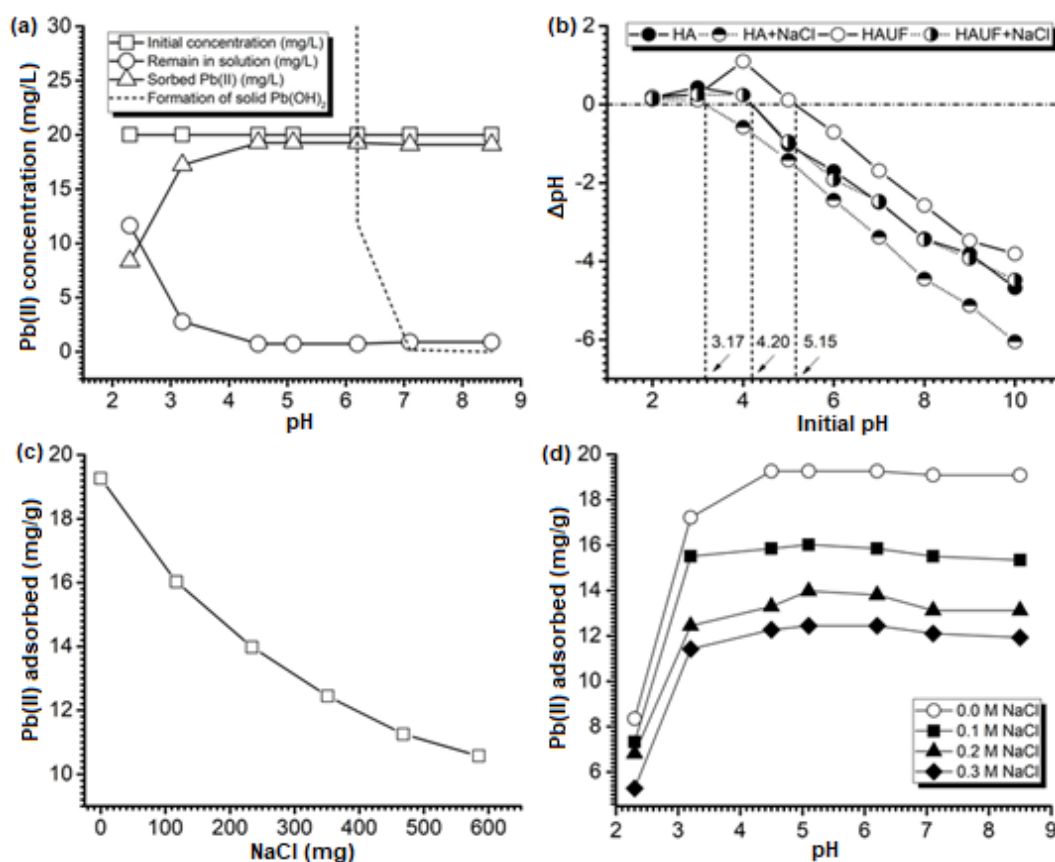 (a)
30
25
20
15
10
5
0
Pb(II) concentration (mg/L)
Initial concentration (mg/L)
Remain in solution (mg/L)
Sorbed Pb(II) (mg/L)
Formation of solid Pb(OH)₂
2 3 4 5 6 7 8 9
pH
(b)
2
0
-2
-4
-6
ΔpH
HA HA+NaCl HAUF HAUF+NaCl
3.17 4.20 5.15
2 4 6 8 10
Initial pH
(c)
20
18
16
14
12
10
Pb(II) adsorbed (mg/g)
0 100 200 300 400 500 600
NaCl (mg)
(d)
20
18
16
14
12
10
8
6
Pb(II) adsorbed (mg/g)
0.0 M NaCl
0.1 M NaCl
0.2 M NaCl
0.3 M NaCl
2 3 4 5 6 7 8 9
pH